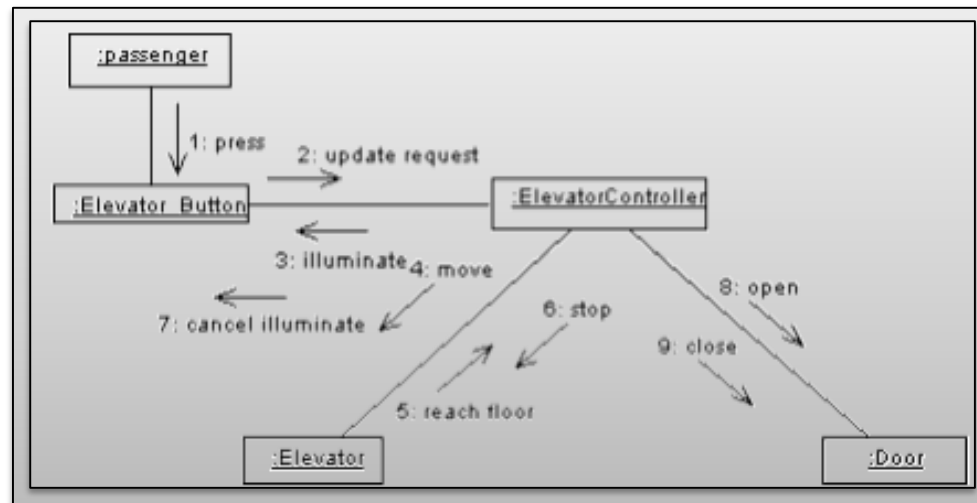 :passenger
1: press
2: update request
:Elevator Button
:ElevatorController
3: illuminate
4: move
7: cancel illuminate
8: open
6: stop
9: close
5: reach floor
:Elevator
:Door